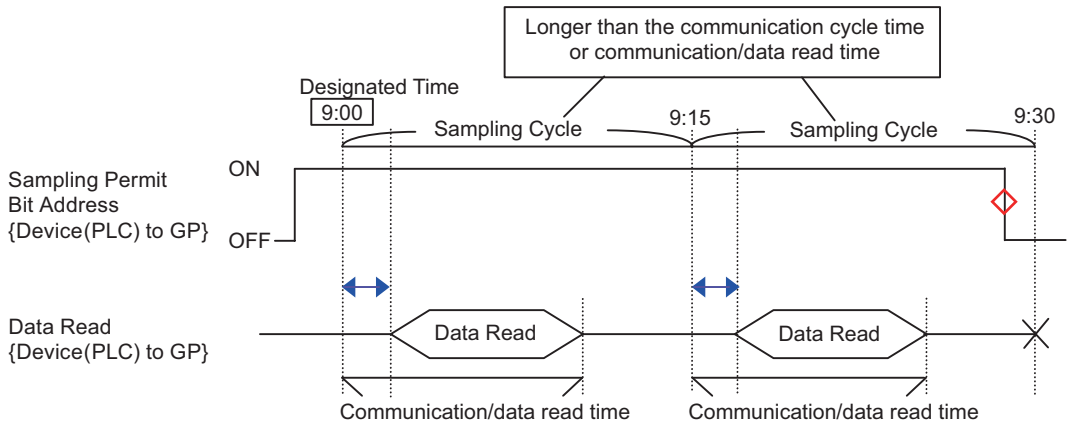 Longer than the communication cycle time
or communication/data read time
Designated Time
9:00
9:15
9:30
Sampling Cycle
Sampling Cycle
Sampling Permit
Bit Address
{Device(PLC) to GP}
ON
OFF
Data Read
{Device(PLC) to GP}
Data Read
Data Read
Communication/data read time
Communication/data read time